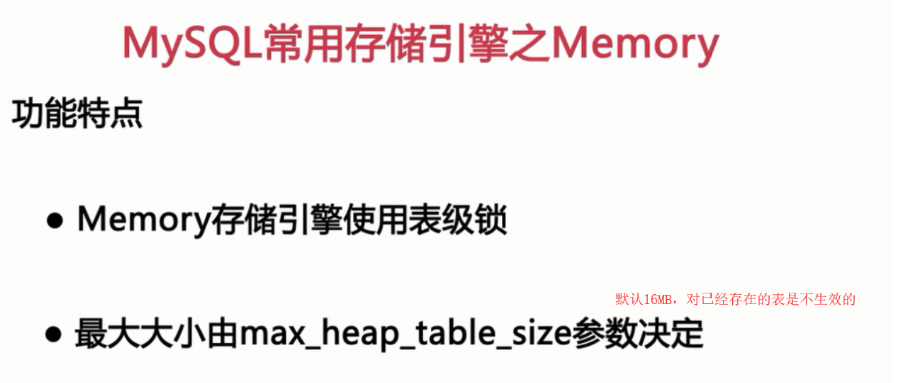 MySQL常用存储引擎之Memory
功能特点
● Memory存储引擎使用表级锁
默认16MB，对已经存在的表是不生效的
● 最大大小由max_heap_table_size参数决定